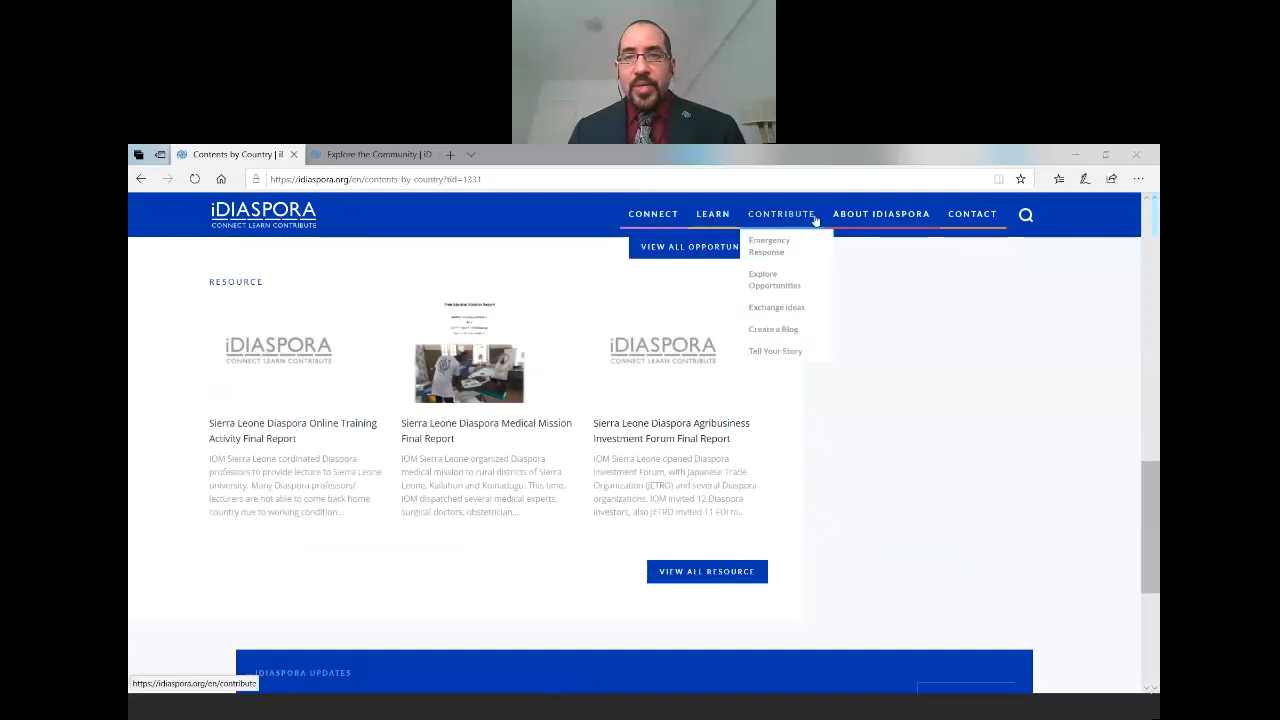 Contents by Country | i
Explore the Community | iD
https://idiaspora.org/en/contents-by-country?tid=1331
iDIASPORA
CONNECT LEARN CONTRIBUTE
CONNECT LEARN CONTRIBUTE ABOUT IDIASPORA CONTACT
VIEW ALL OPPORTUN
Emergency
Response
Explore
Opportunities
Exchange ideas
Create a Blog
Tell Your Story
RESOURCE
iDIASPORA
CONNECT LEARN CONTRIBUTE
Free Medical Mission Report
iDIASPORA
CONNECT LEARN CONTRIBUTE
Sierra Leone Diaspora Online Training
Activity Final Report
IOM Sierra Leone cordinated Diaspora
professors to provide lecture to Sierra Leone
university. Many Diaspora professors/
lecturers are not able to come back home
country due to working condition...
Sierra Leone Diaspora Medical Mission
Final Report
IOM Sierra Leone organized Diaspora
medical mission to rural districts of Sierra
Leone, Kailahun and Koinadugu. This time,
IOM dispatched several medical experts,
surgical doctors, obstetrician,...
Sierra Leone Diaspora Agribusiness
Investment Forum Final Report
IOM Sierra Leone opened Diaspora
Investment Forum, with Japanese Trade
Organization (JETRO) and several Diaspora
organizations. IOM invited 12 Diaspora
investors, also JETRO invited 11 FDI to...
VIEW ALL RESOURCE
IDIASPORA UPDATES
https://idiaspora.org/en/contribute